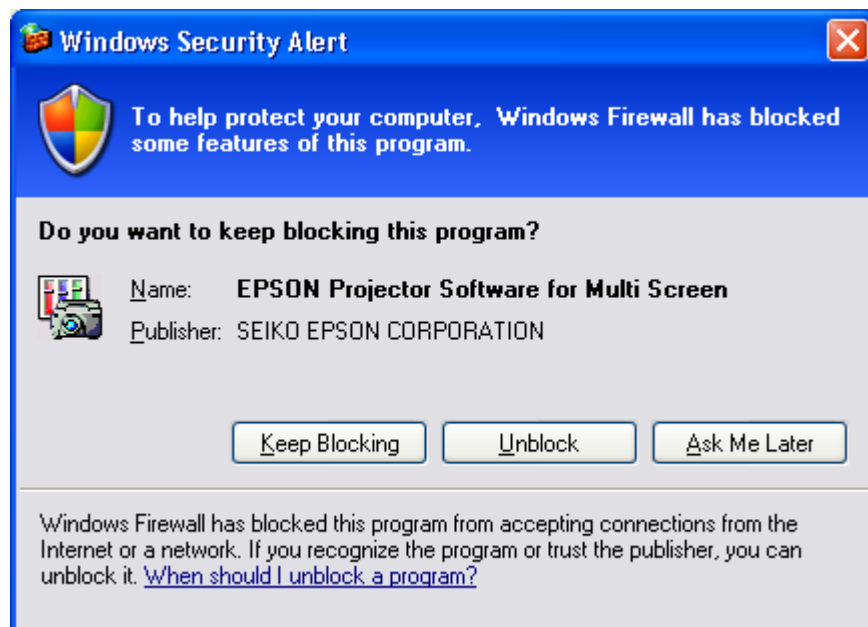 Windows Security Alert
To help protect your computer, Windows Firewall has blocked
some features of this program.
Do you want to keep blocking this program?
Name: EPSON Projector Software for Multi Screen
Publisher: SEIKO EPSON CORPORATION
Keep Blocking Unblock Ask Me Later
Windows Firewall has blocked this program from accepting connections from the
Internet or a network. If you recognize the program or trust the publisher, you can
unblock it. When should I unblock a program?